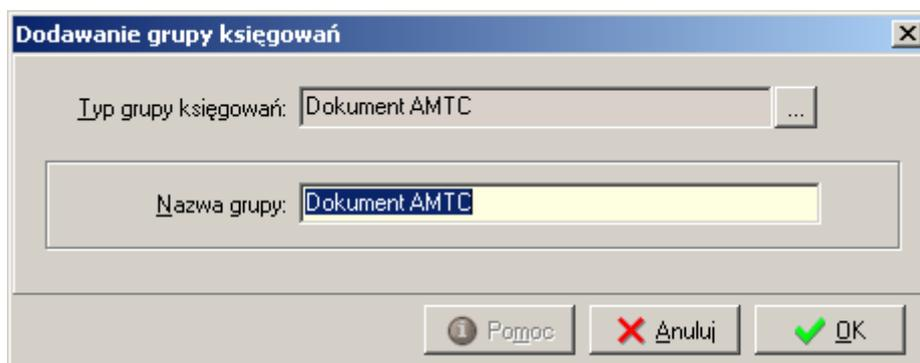 Dodawanie grupy księgowań
Typ grupy księgowań: Dokument AMTC ...
Nazwa grupy: Dokument AMTC
Pomoc Anuluj OK